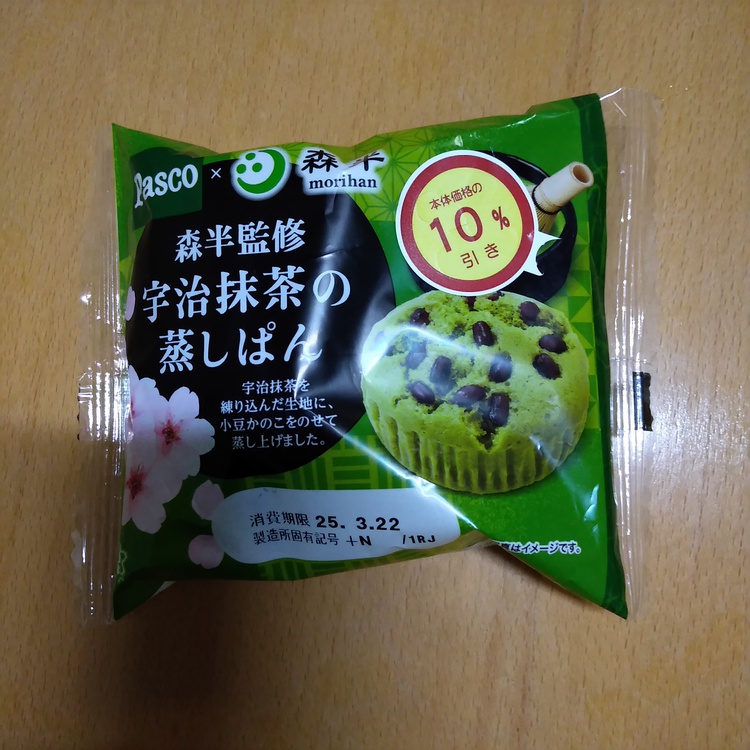 Pasco × 森半
morihan
本体価格の
10%
引き
森半監修
宇治抹茶の
蒸しぱん
宇治抹茶を
練り込んだ生地に、
小豆かのこをのせて
蒸し上げました。
消費期限 25. 3.22
製造所固有記号 +N /1RJ
はイメージです。